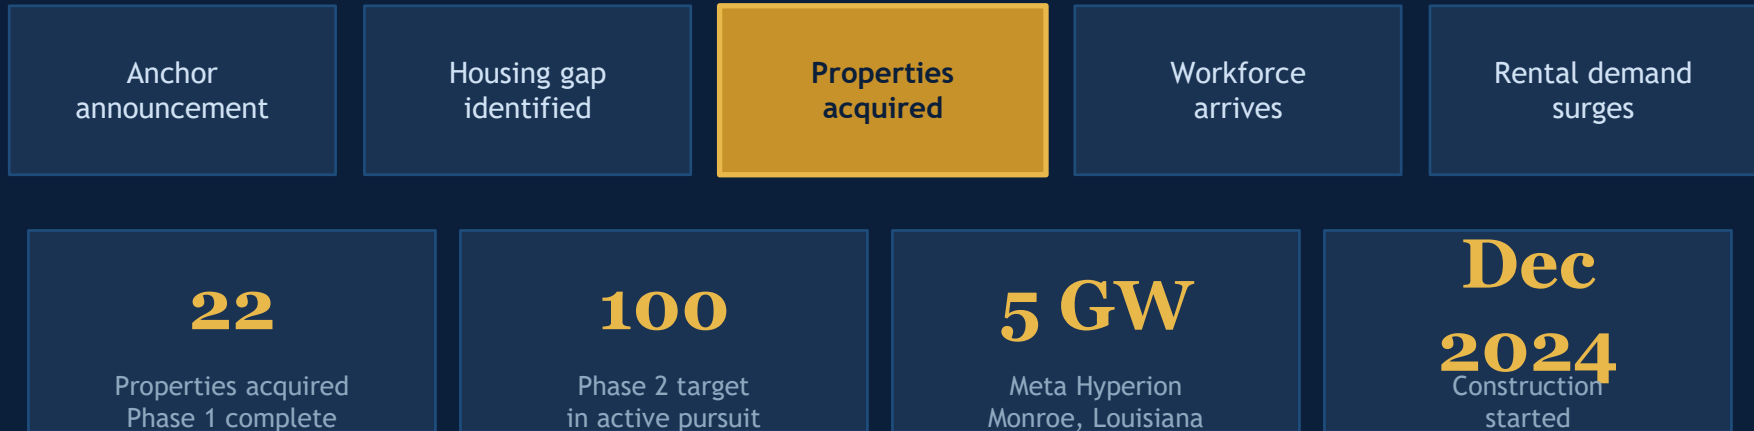 Anchor
announcement
Housing gap
identified
Properties
acquired
Workforce
arrives
Rental demand
surges
22
Properties acquired
Phase 1 complete
100
Phase 2 target
in active pursuit
5 GW
Meta Hyperion
Monroe, Louisiana
Dec
2024
Construction
started